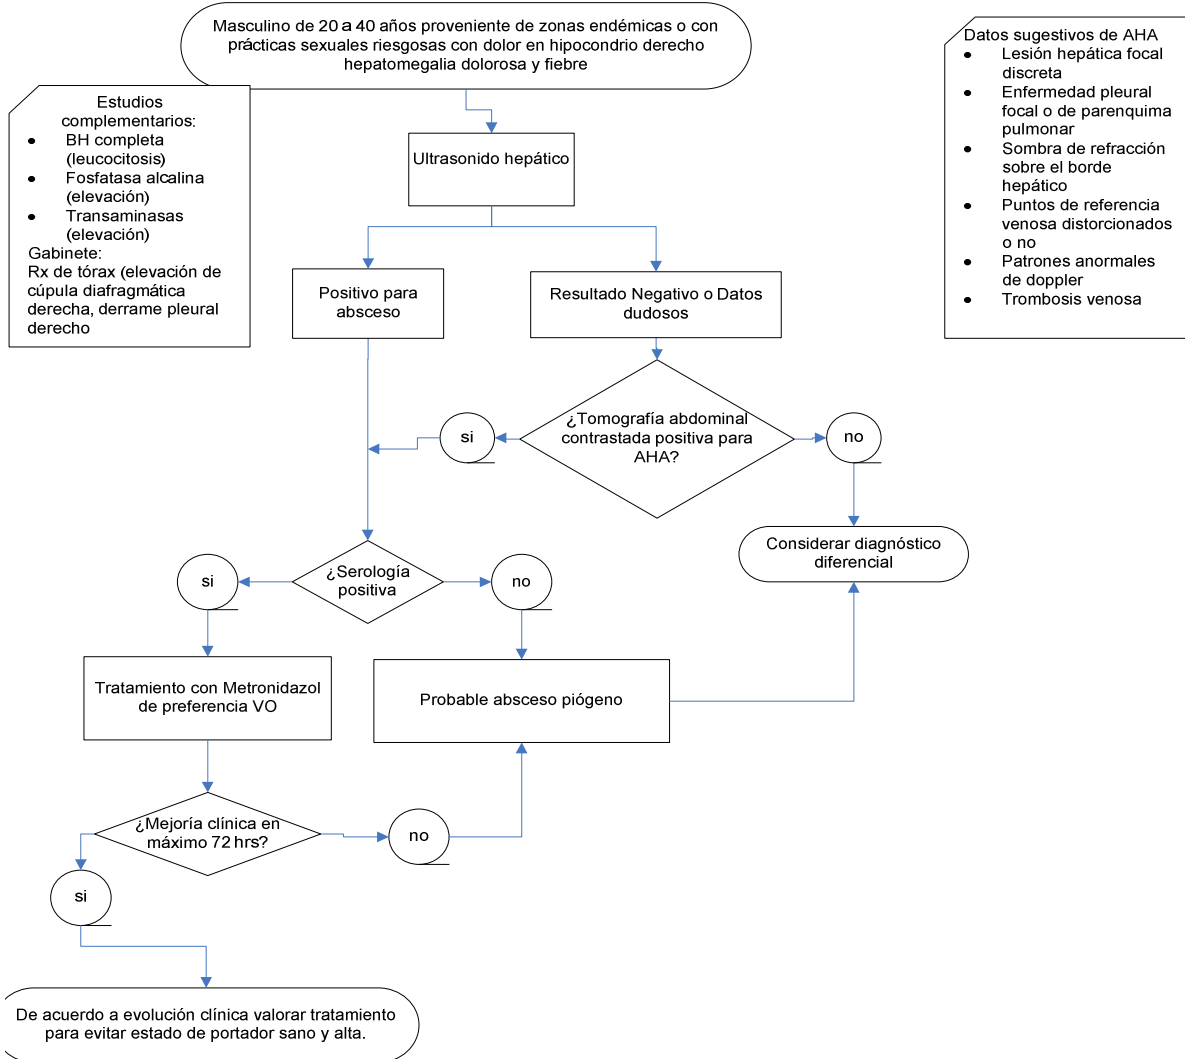 Masculino de 20 a 40 años proveniente de zonas endémicas o con
prácticas sexuales riesgosas con dolor en hipocondrio derecho
hepatomegalia dolorosa y fiebre
Datos sugestivos de AHA
• Lesión hepática focal
discreta
• Enfermedad pleural
focal o de parenquima
pulmonar
• Sombra de refracción
sobre el borde
hepático
• Puntos de referencia
venosa distorcionados
o no
• Patrones anormales
de doppler
• Trombosis venosa
Estudios
complementarios:
• BH completa
(leucocitosis)
• Fosfatasa alcalina
(elevación)
• Transaminasas
(elevación)
Gabinete:
Rx de tórax (elevación de
cúpula diafragmática
derecha, derrame pleural
derecho
Ultrasonido hepático
Positivo para
absceso
Resultado Negativo o Datos
dudosos
¿Tomografía abdominal
contrastada positiva para
AHA?
si
no
Considerar diagnóstico
diferencial
¿Serología
positiva
si
no
Tratamiento con Metronidazol
de preferencia VO
Probable absceso piógeno
¿Mejoría clínica en
máximo 72 hrs?
no
si
De acuerdo a evolución clínica valorar tratamiento
para evitar estado de portador sano y alta.